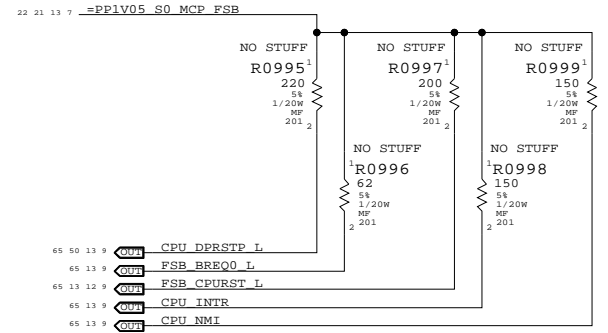 22 21 13 7 =PP1V05_S0_MCP_FSB
NO STUFF NO STUFF NO STUFF
R0995 1 R0997 1 R0999 1
220 200 150
5% 5% 5%
1/20W 1/20W 1/20W
MF MF MF
201 2 201 2 201 2
NO STUFF NO STUFF
1 R0996 1 R0998
62 150
5% 5%
1/20W 1/20W
MF MF
2 201 2 201
65 50 13 9 OUT CPU_DPRSTP_L
65 13 9 OUT FSB_BREQ0_L
65 13 12 9 OUT FSB_CPURST_L
65 13 9 OUT CPU_INTR
65 13 9 OUT CPU_NMI